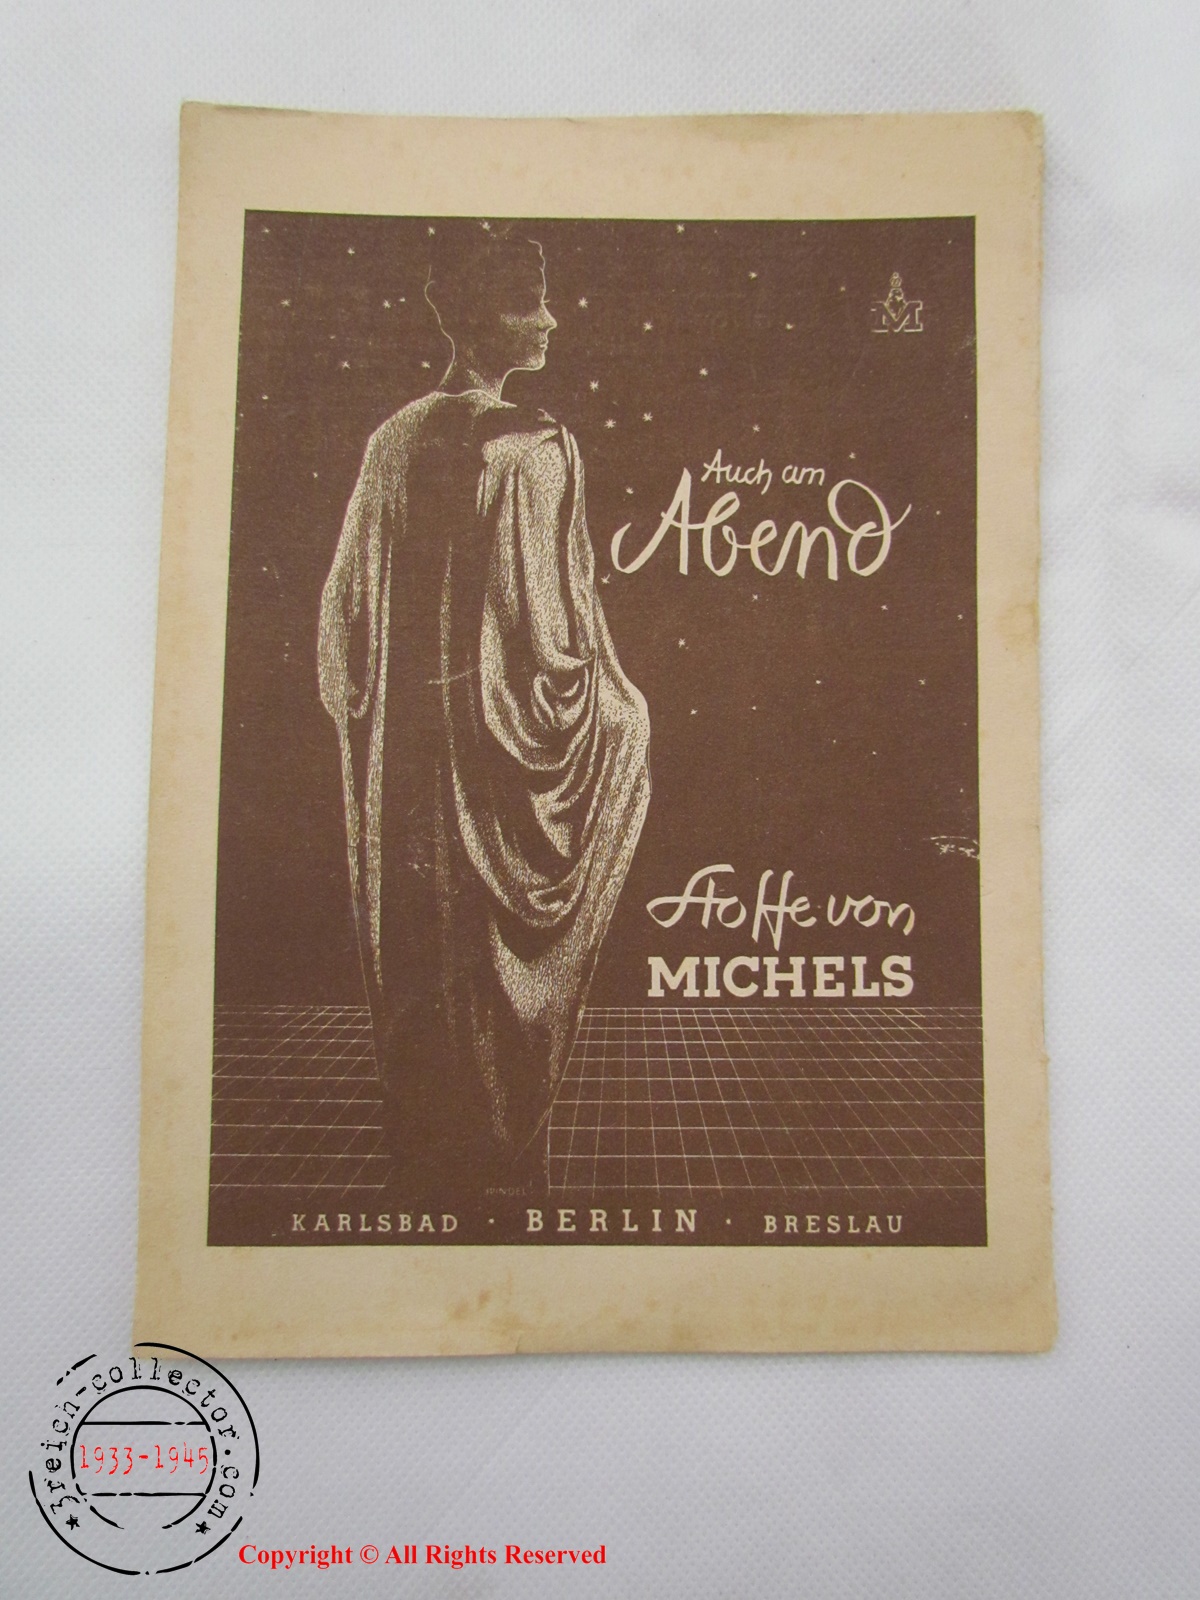 M
Auch am
Abend
Stoffe von
MICHELS
KARLSBAD · BERLIN · BRESLAU
3reich-collector.com
1933-1945
Copyright © All Rights Reserved